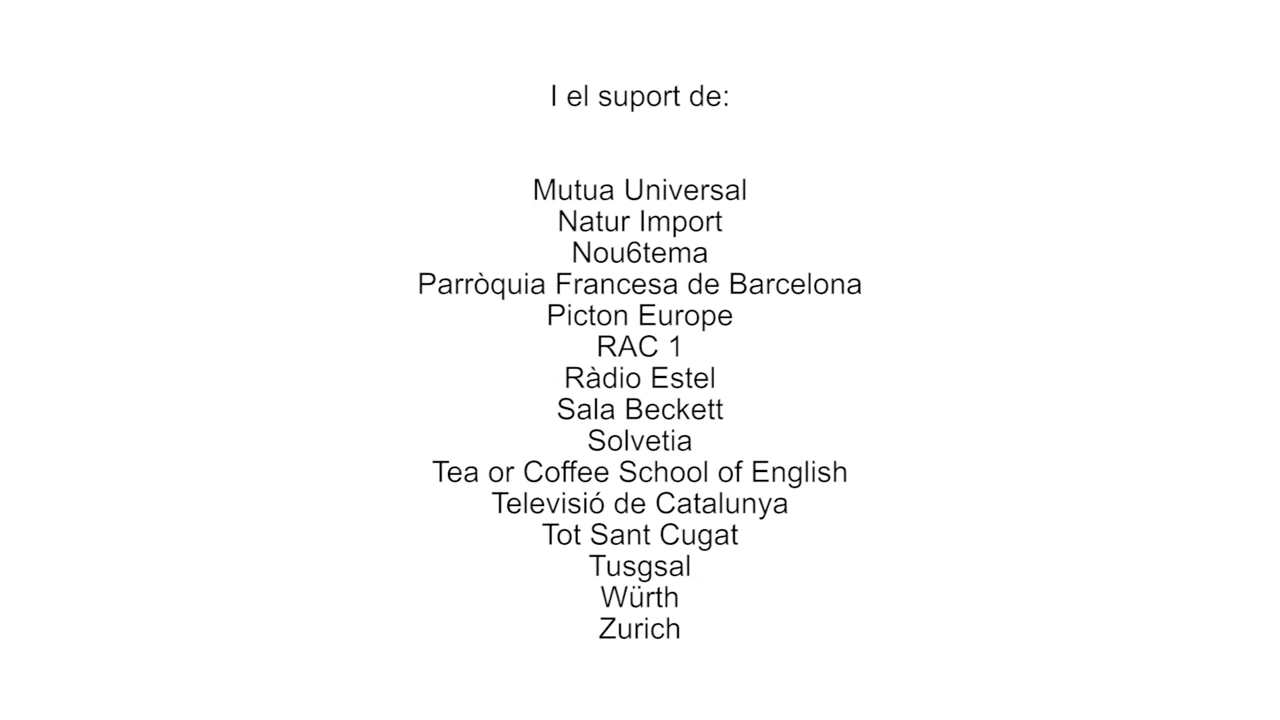 I el suport de:
Mutua Universal
Natur Import
Nou6tema
Parròquia Francesa de Barcelona
Picton Europe
RAC 1
Ràdio Estel
Sala Beckett
Solvetia
Tea or Coffee School of English
Televisió de Catalunya
Tot Sant Cugat
Tusgsal
Würth
Zurich